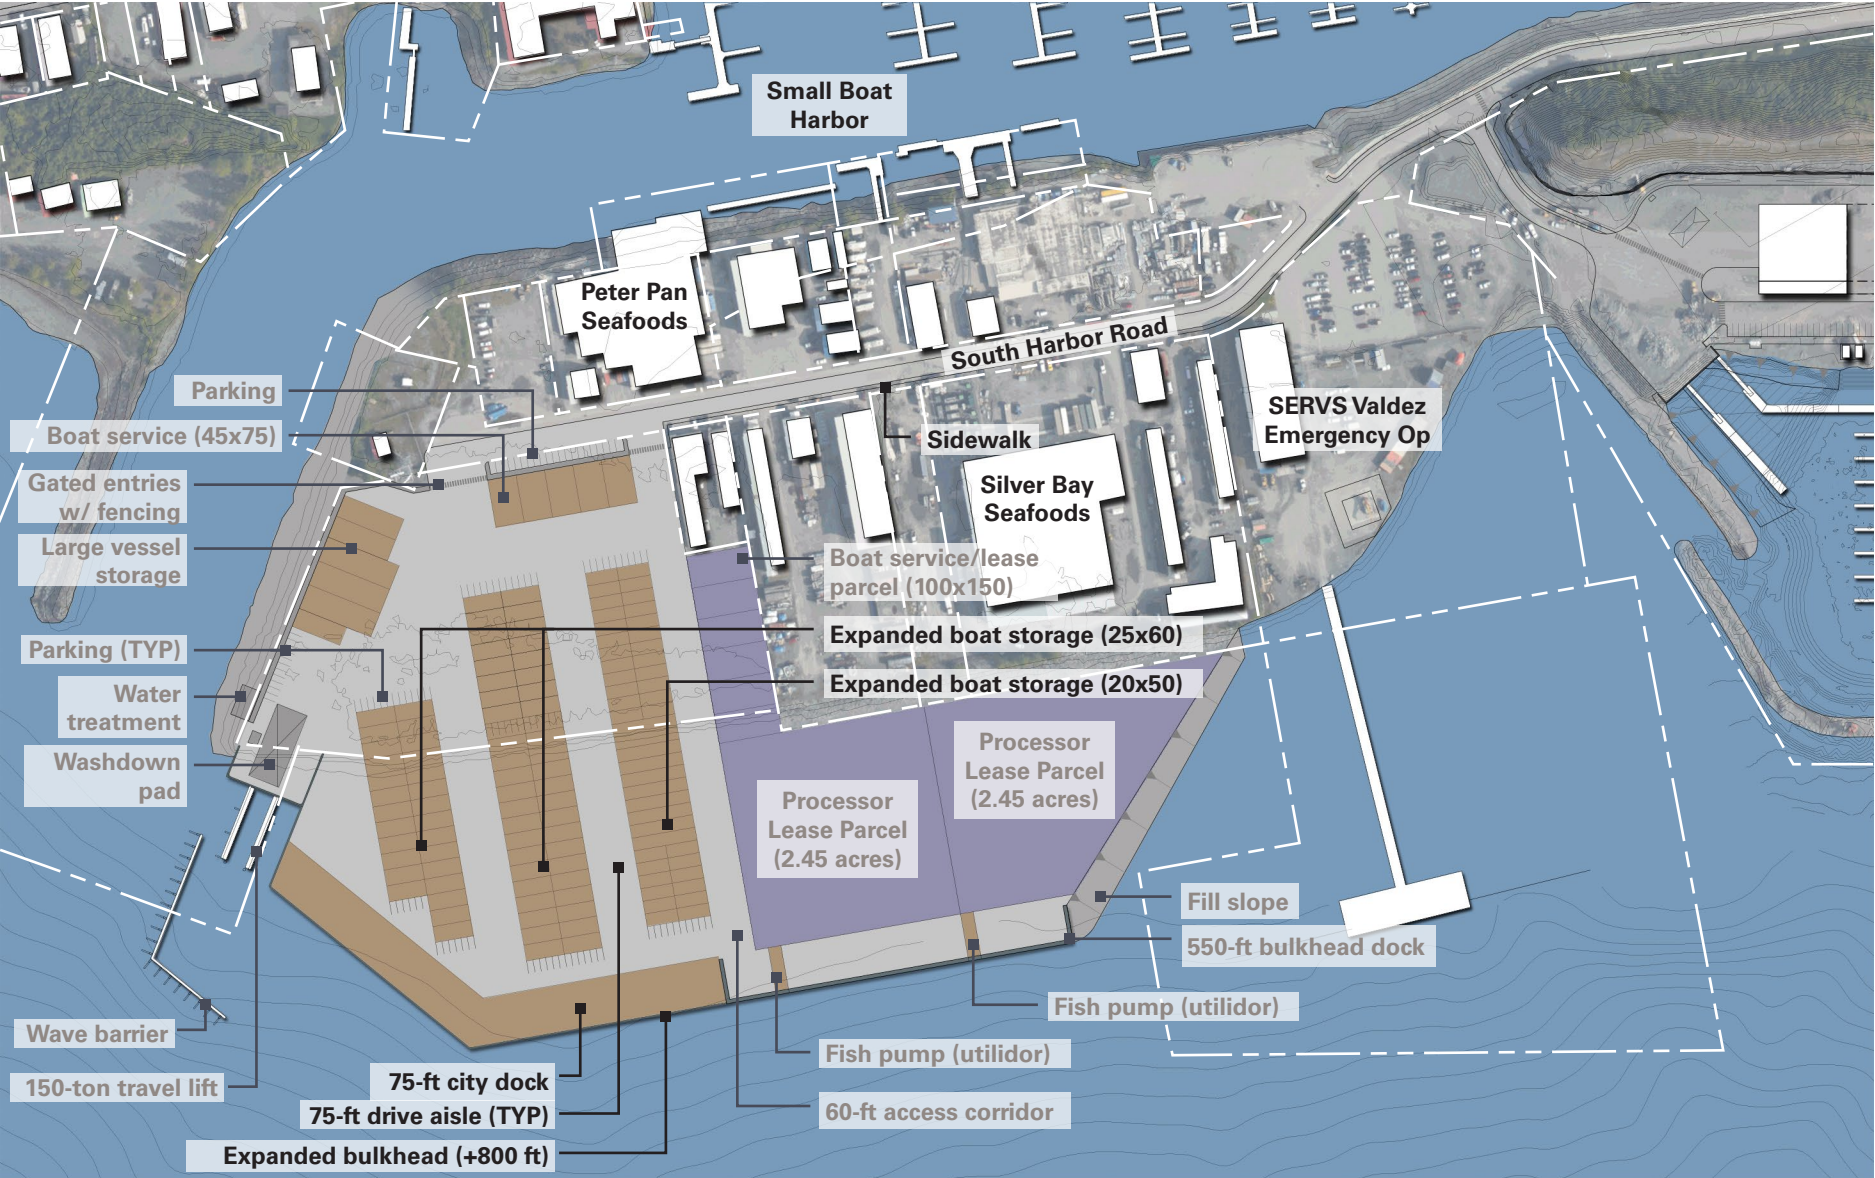 Small Boat
Harbor
Peter Pan
Seafoods
South Harbor Road
Parking
Boat service (45x75)
Gated entries
w/ fencing
Large vessel
storage
Sidewalk
SERVS Valdez
Emergency Op
Silver Bay
Seafoods
Boat service/lease
parcel (100x150)
Expanded boat storage (25x60)
Expanded boat storage (20x50)
Parking (TYP)
Water
treatment
Washdown
pad
Processor
Lease Parcel
(2.45 acres)
Processor
Lease Parcel
(2.45 acres)
Fill slope
550-ft bulkhead dock
Fish pump (utilidor)
Fish pump (utilidor)
60-ft access corridor
Wave barrier
150-ton travel lift
75-ft city dock
75-ft drive aisle (TYP)
Expanded bulkhead (+800 ft)